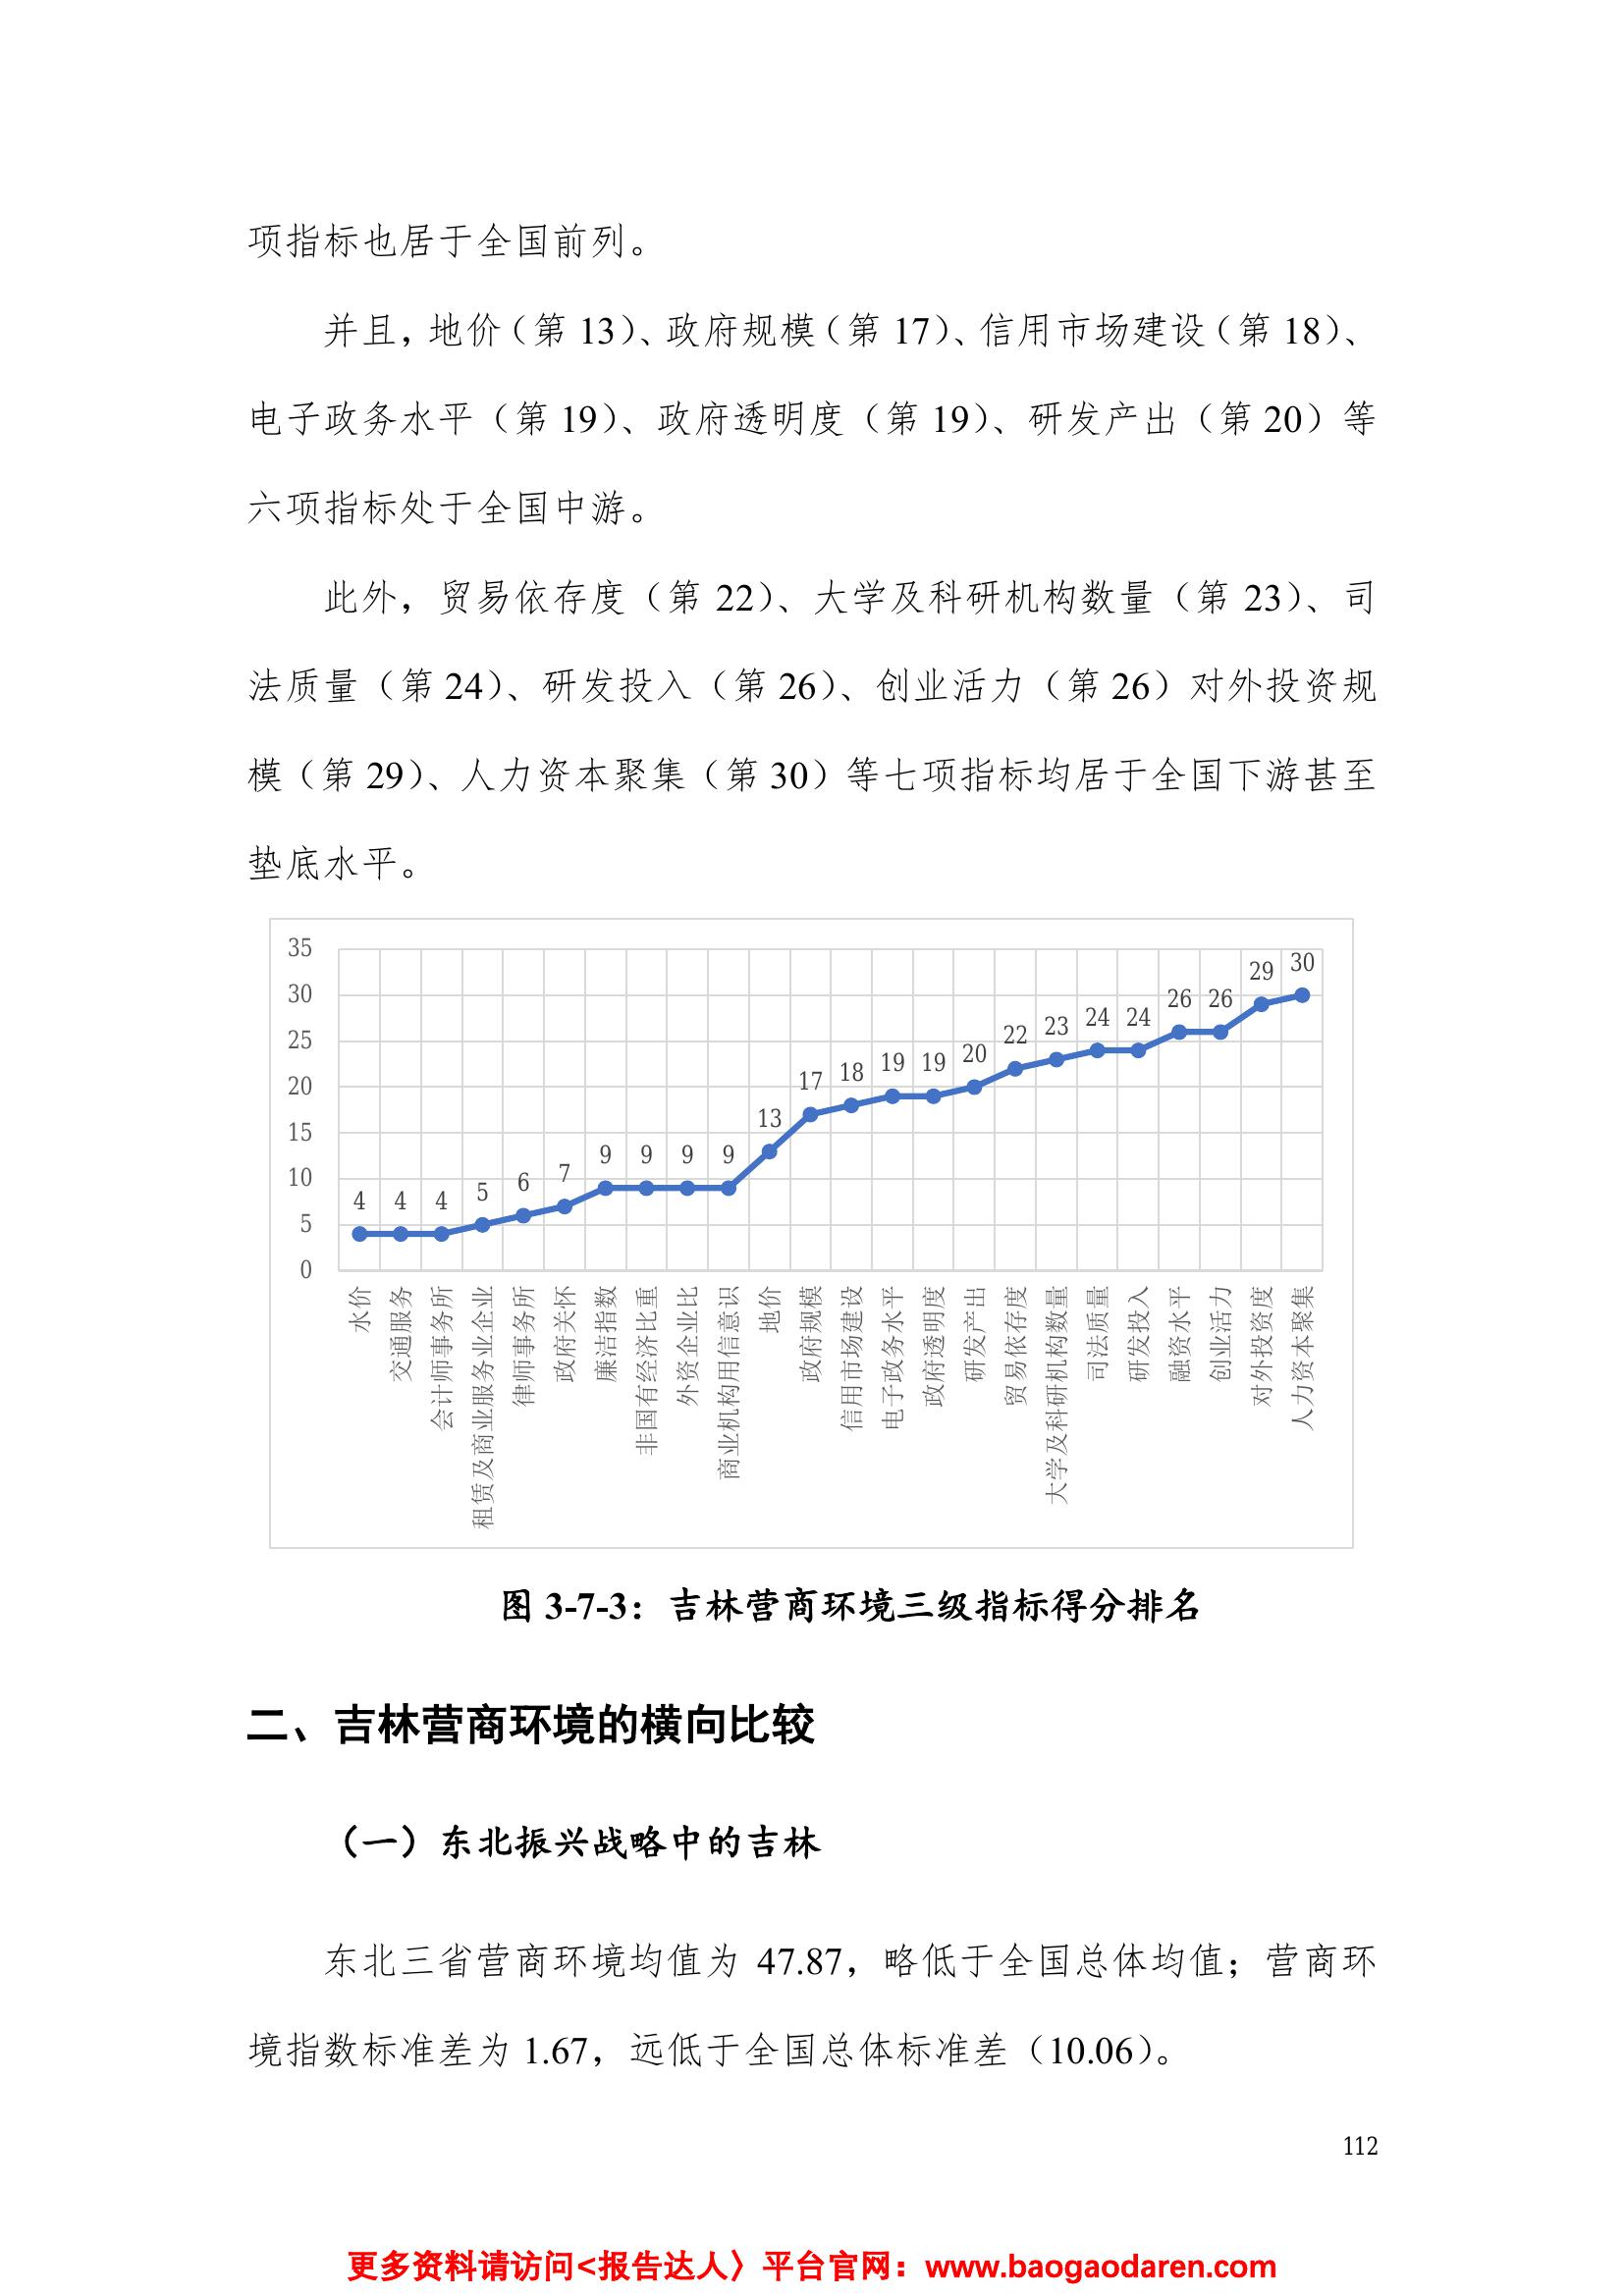 项指标也居于全国前列。
并且，地价（第 13）、政府规模（第 17）、信用市场建设（第 18）、
电子政务水平（第 19）、政府透明度（第 19）、研发产出（第 20）等
六项指标处于全国中游。
此外，贸易依存度（第 22）、大学及科研机构数量（第 23）、司
法质量（第 24）、研发投入（第 26）、创业活力（第 26）对外投资规
模（第 29）、人力资本聚集（第 30）等七项指标均居于全国下游甚至
垫底水平。
35
30
25
20
15
10
5
0
4 4 4 5 6 7 9 9 9 9 13 17 18 19 19 20 22 23 24 24 26 26 29 30
水价
交通服务
会计师事务所
租赁及商业服务业企业
律师事务所
政府关怀
廉洁指数
非国有经济比重
外资企业比
商业机构用信意识
地价
政府规模
信用市场建设
电子政务水平
政府透明度
研发产出
贸易依存度
大学及科研机构数量
司法质量
研发投入
融资水平
创业活力
对外投资度
人力资本聚集
图 3-7-3：吉林营商环境三级指标得分排名
二、吉林营商环境的横向比较
（一）东北振兴战略中的吉林
东北三省营商环境均值为 47.87，略低于全国总体均值；营商环
境指数标准差为 1.67，远低于全国总体标准差（10.06）。
112
更多资料请访问<报告达人〉平台官网：www.baogaodaren.com